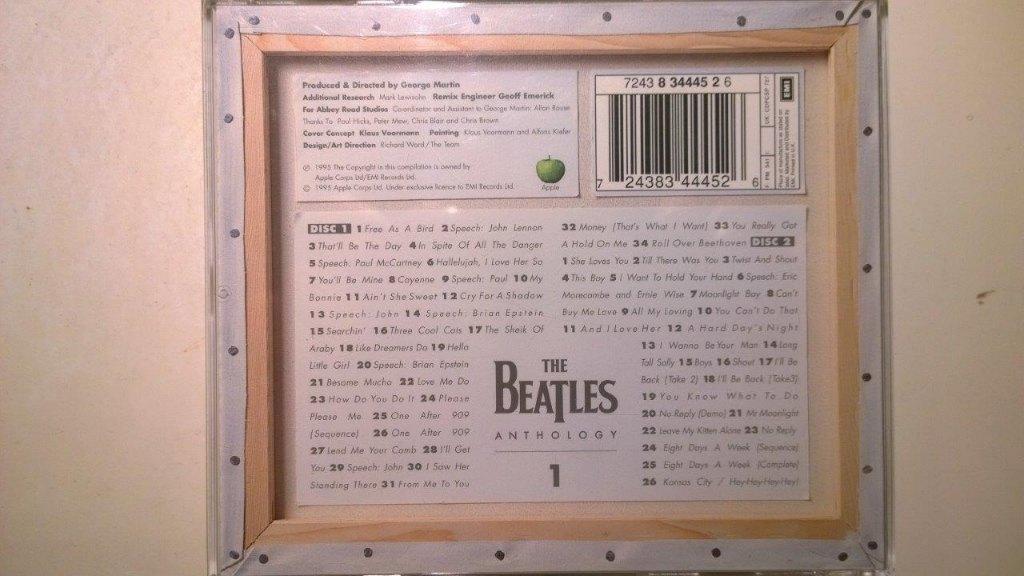 Produced & Directed by George Martin
Additional Research Mark Lewisohn Remix Engineer Geoff Emerick
For Abbey Road Studios Coordinator and Assistant to George Martin: Allan Rouse
Thanks To Paul Hicks, Peter Mew, Chris Blair and Chris Brown
Cover Concept Klaus Voormann Painting Klaus Voormann and Alfons Kiefer
Design/Art Direction Richard Ward/The Team
℗ 1995 The Copyright in this compilation is owned by
Apple Corps Ltd/EMI Records Ltd.
© 1995 Apple Corps Ltd. Under exclusive licence to EMI Records Ltd.
Apple
7243 8 34445 2 6
7 24383 44452 6
EMI
DISC 1 1 Free As A Bird 2 Speech: John Lennon
3 That'll Be The Day 4 In Spite Of All The Danger
5 Speech: Paul McCartney 6 Hallelujah, I Love Her So
7 You'll Be Mine 8 Cayenne 9 Speech: Paul 10 My
Bonnie 11 Ain't She Sweet 12 Cry For A Shadow
13 Speech: John 14 Speech: Brian Epstein
15 Searchin' 16 Three Cool Cats 17 The Sheik Of
Araby 18 Like Dreamers Do 19 Hello
Little Girl 20 Speech: Brian Epstein
21 Besame Mucho 22 Love Me Do
23 How Do You Do It 24 Please
Please Me 25 One After 909
(Sequence) 26 One After 909
27 Lend Me Your Comb 28 I'll Get
You 29 Speech: John 30 I Saw Her
Standing There 31 From Me To You
32 Money (That's What I Want) 33 You Really Got
A Hold On Me 34 Roll Over Beethoven DISC 2
1 She Loves You 2 Till There Was You 3 Twist And Shout
4 This Boy 5 I Want To Hold Your Hand 6 Speech: Eric
Morecambe and Ernie Wise 7 Moonlight Bay 8 Can't
Buy Me Love 9 All My Loving 10 You Can't Do That
11 And I Love Her 12 A Hard Day's Night
13 I Wanna Be Your Man 14 Long
Tall Sally 15 Boys 16 Shout 17 I'll Be
Back (Take 2) 18 I'll Be Back (Take3)
19 You Know What To Do
20 No Reply (Demo) 21 Mr Moonlight
22 Leave My Kitten Alone 23 No Reply
24 Eight Days A Week (Sequence)
25 Eight Days A Week (Complete)
26 Kansas City / Hey-Hey-Hey-Hey!
THE
BEATLES
ANTHOLOGY
1